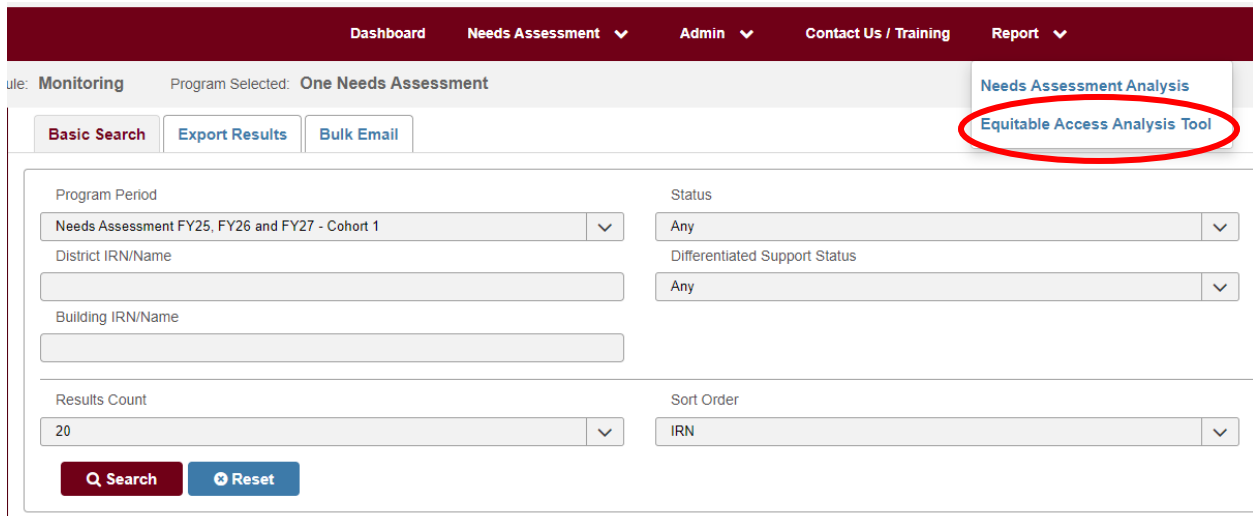 Dashboard Needs Assessment Admin Contact Us / Training Report
ule: Monitoring Program Selected: One Needs Assessment
Needs Assessment Analysis
Equitable Access Analysis Tool
Basic Search Export Results Bulk Email
Program Period Status
Needs Assessment FY25, FY26 and FY27 - Cohort 1 Any
District IRN/Name Differentiated Support Status
Any
Building IRN/Name
Results Count Sort Order
20 IRN
Search Reset